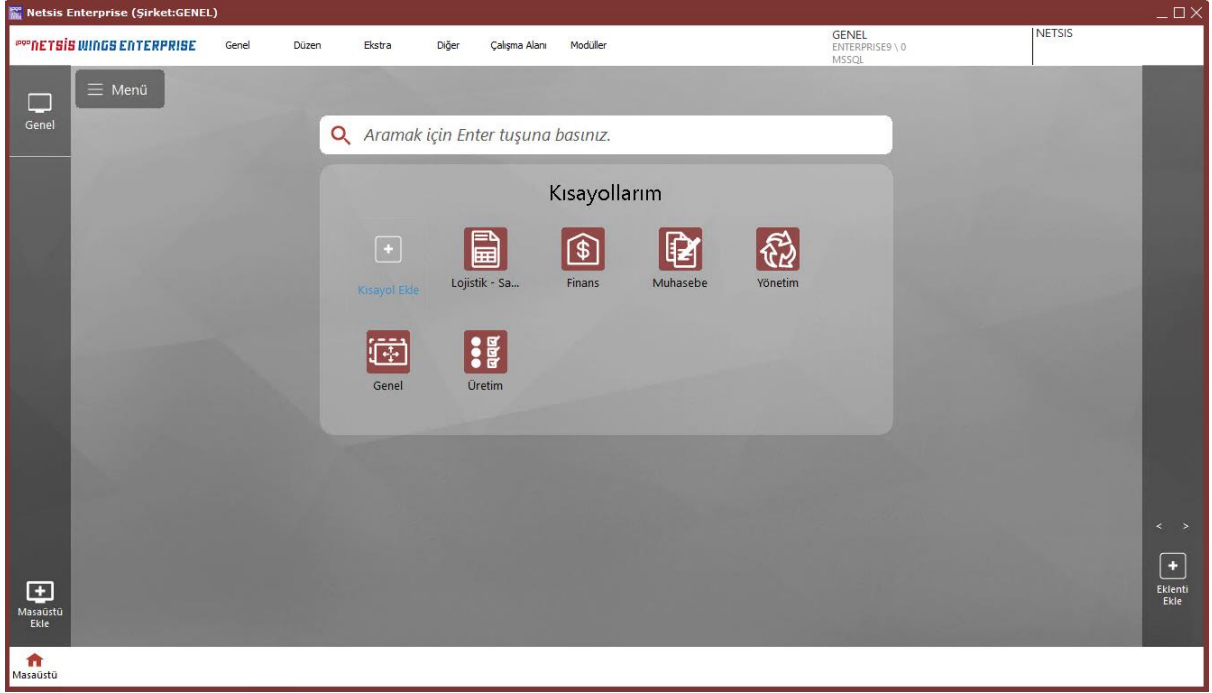 Netsis Enterprise (Şirket:GENEL)
logo NETSİS WINGS ENTERPRISE
Genel Düzen Ekstra Diğer Çalışma Alanı Modüller
GENEL
ENTERPRISE9 \ 0
MSSQL
NETSIS
Genel
Menü
Aramak için Enter tuşuna basınız.
Kısayollarım
Kısayol Ekle
Lojistik - Sa...
Finans
Muhasebe
Yönetim
Genel
Üretim
< >
Masaüstü
Ekle
Eklenti
Ekle
Masaüstü